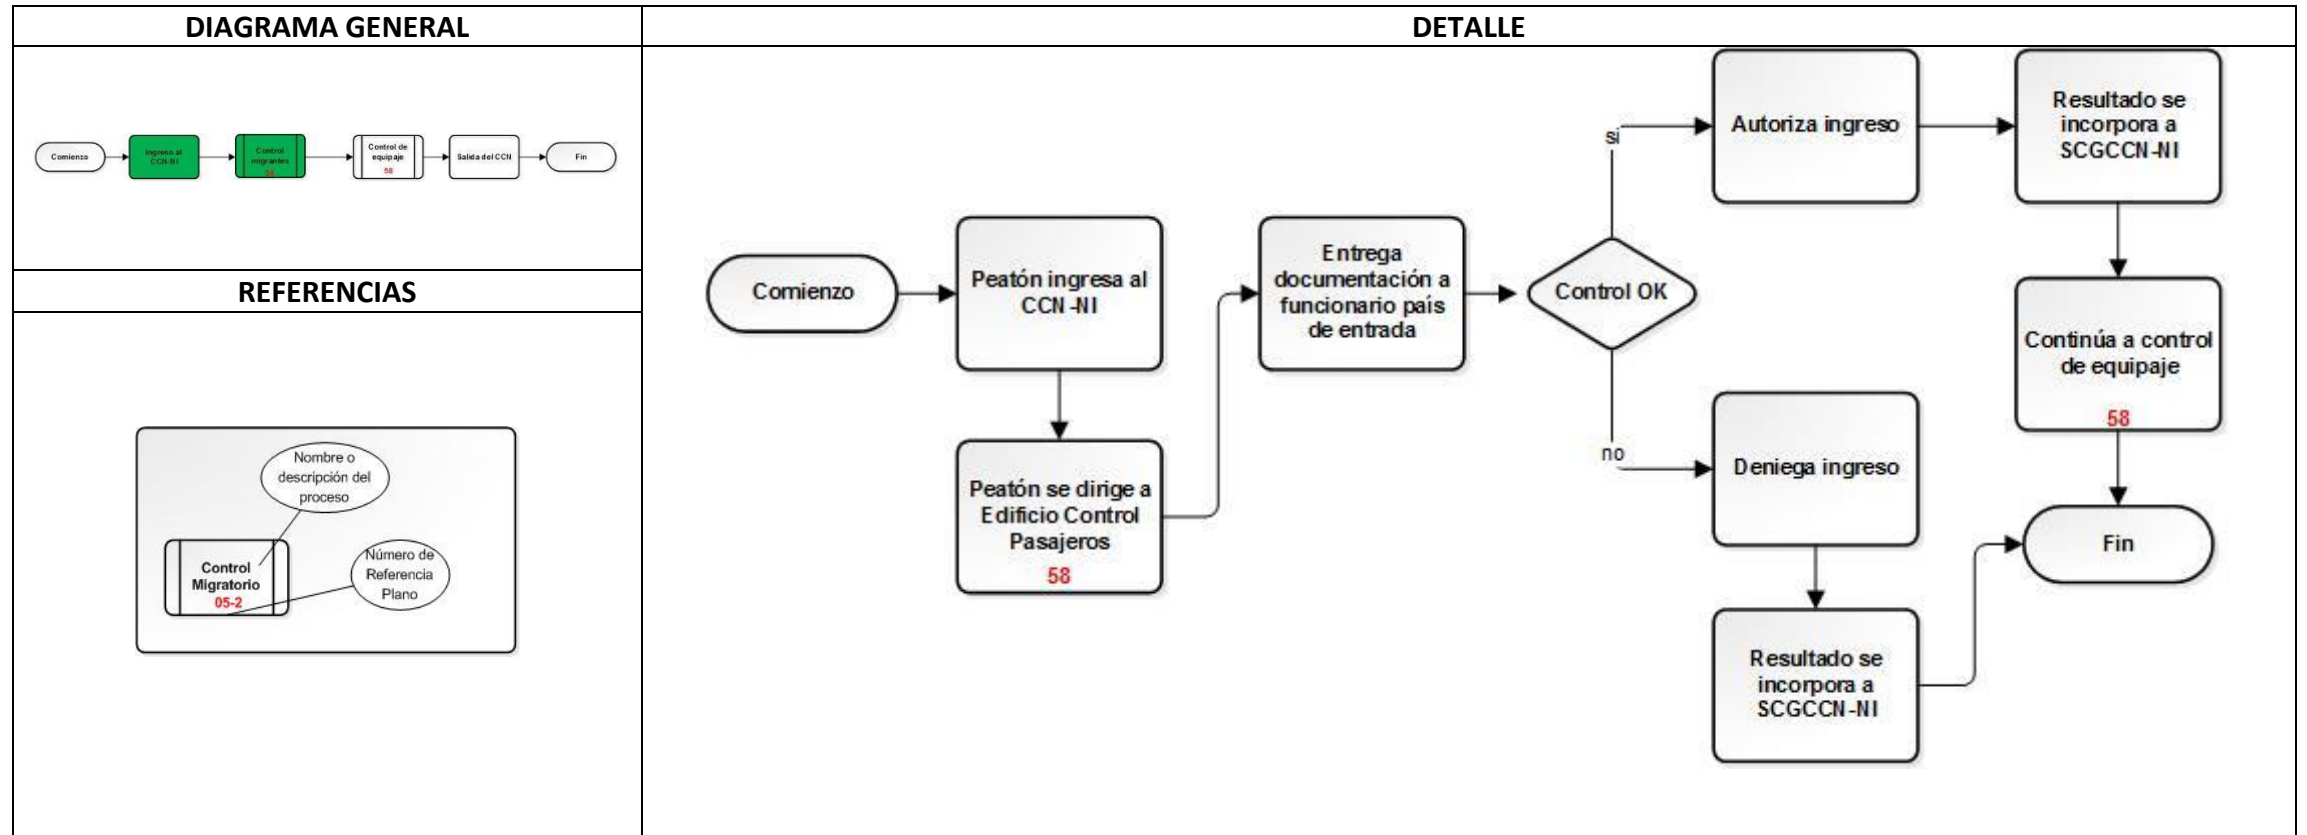 DIAGRAMA GENERAL
DETALLE
Comienzo
Ingreso al
CCN-NI
Control
migrantes
58
Control de
equipaje
58
Salida del CCN
Fin
REFERENCIAS
Nombre o
descripción del
proceso
Control
Migratorio
05-2
Número de
Referencia
Plano
Comienzo
Peatón ingresa al
CCN-NI
Peatón se dirige a
Edificio Control
Pasajeros
58
Entrega
documentación a
funcionario país
de entrada
Control OK
si
Autoriza ingreso
Resultado se
incorpora a
SCGCCN-NI
Continúa a control
de equipaje
58
no
Deniega ingreso
Resultado se
incorpora a
SCGCCN-NI
Fin